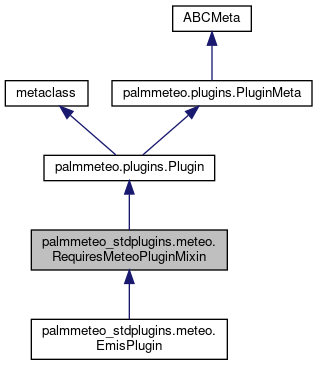 ABCMeta
metaclass
palmmeteo.plugins.PluginMeta
palmmeteo.plugins.Plugin
palmmeteo_stdplugins.meteo.
RequiresMeteoPluginMixin
palmmeteo_stdplugins.meteo.
EmisPlugin